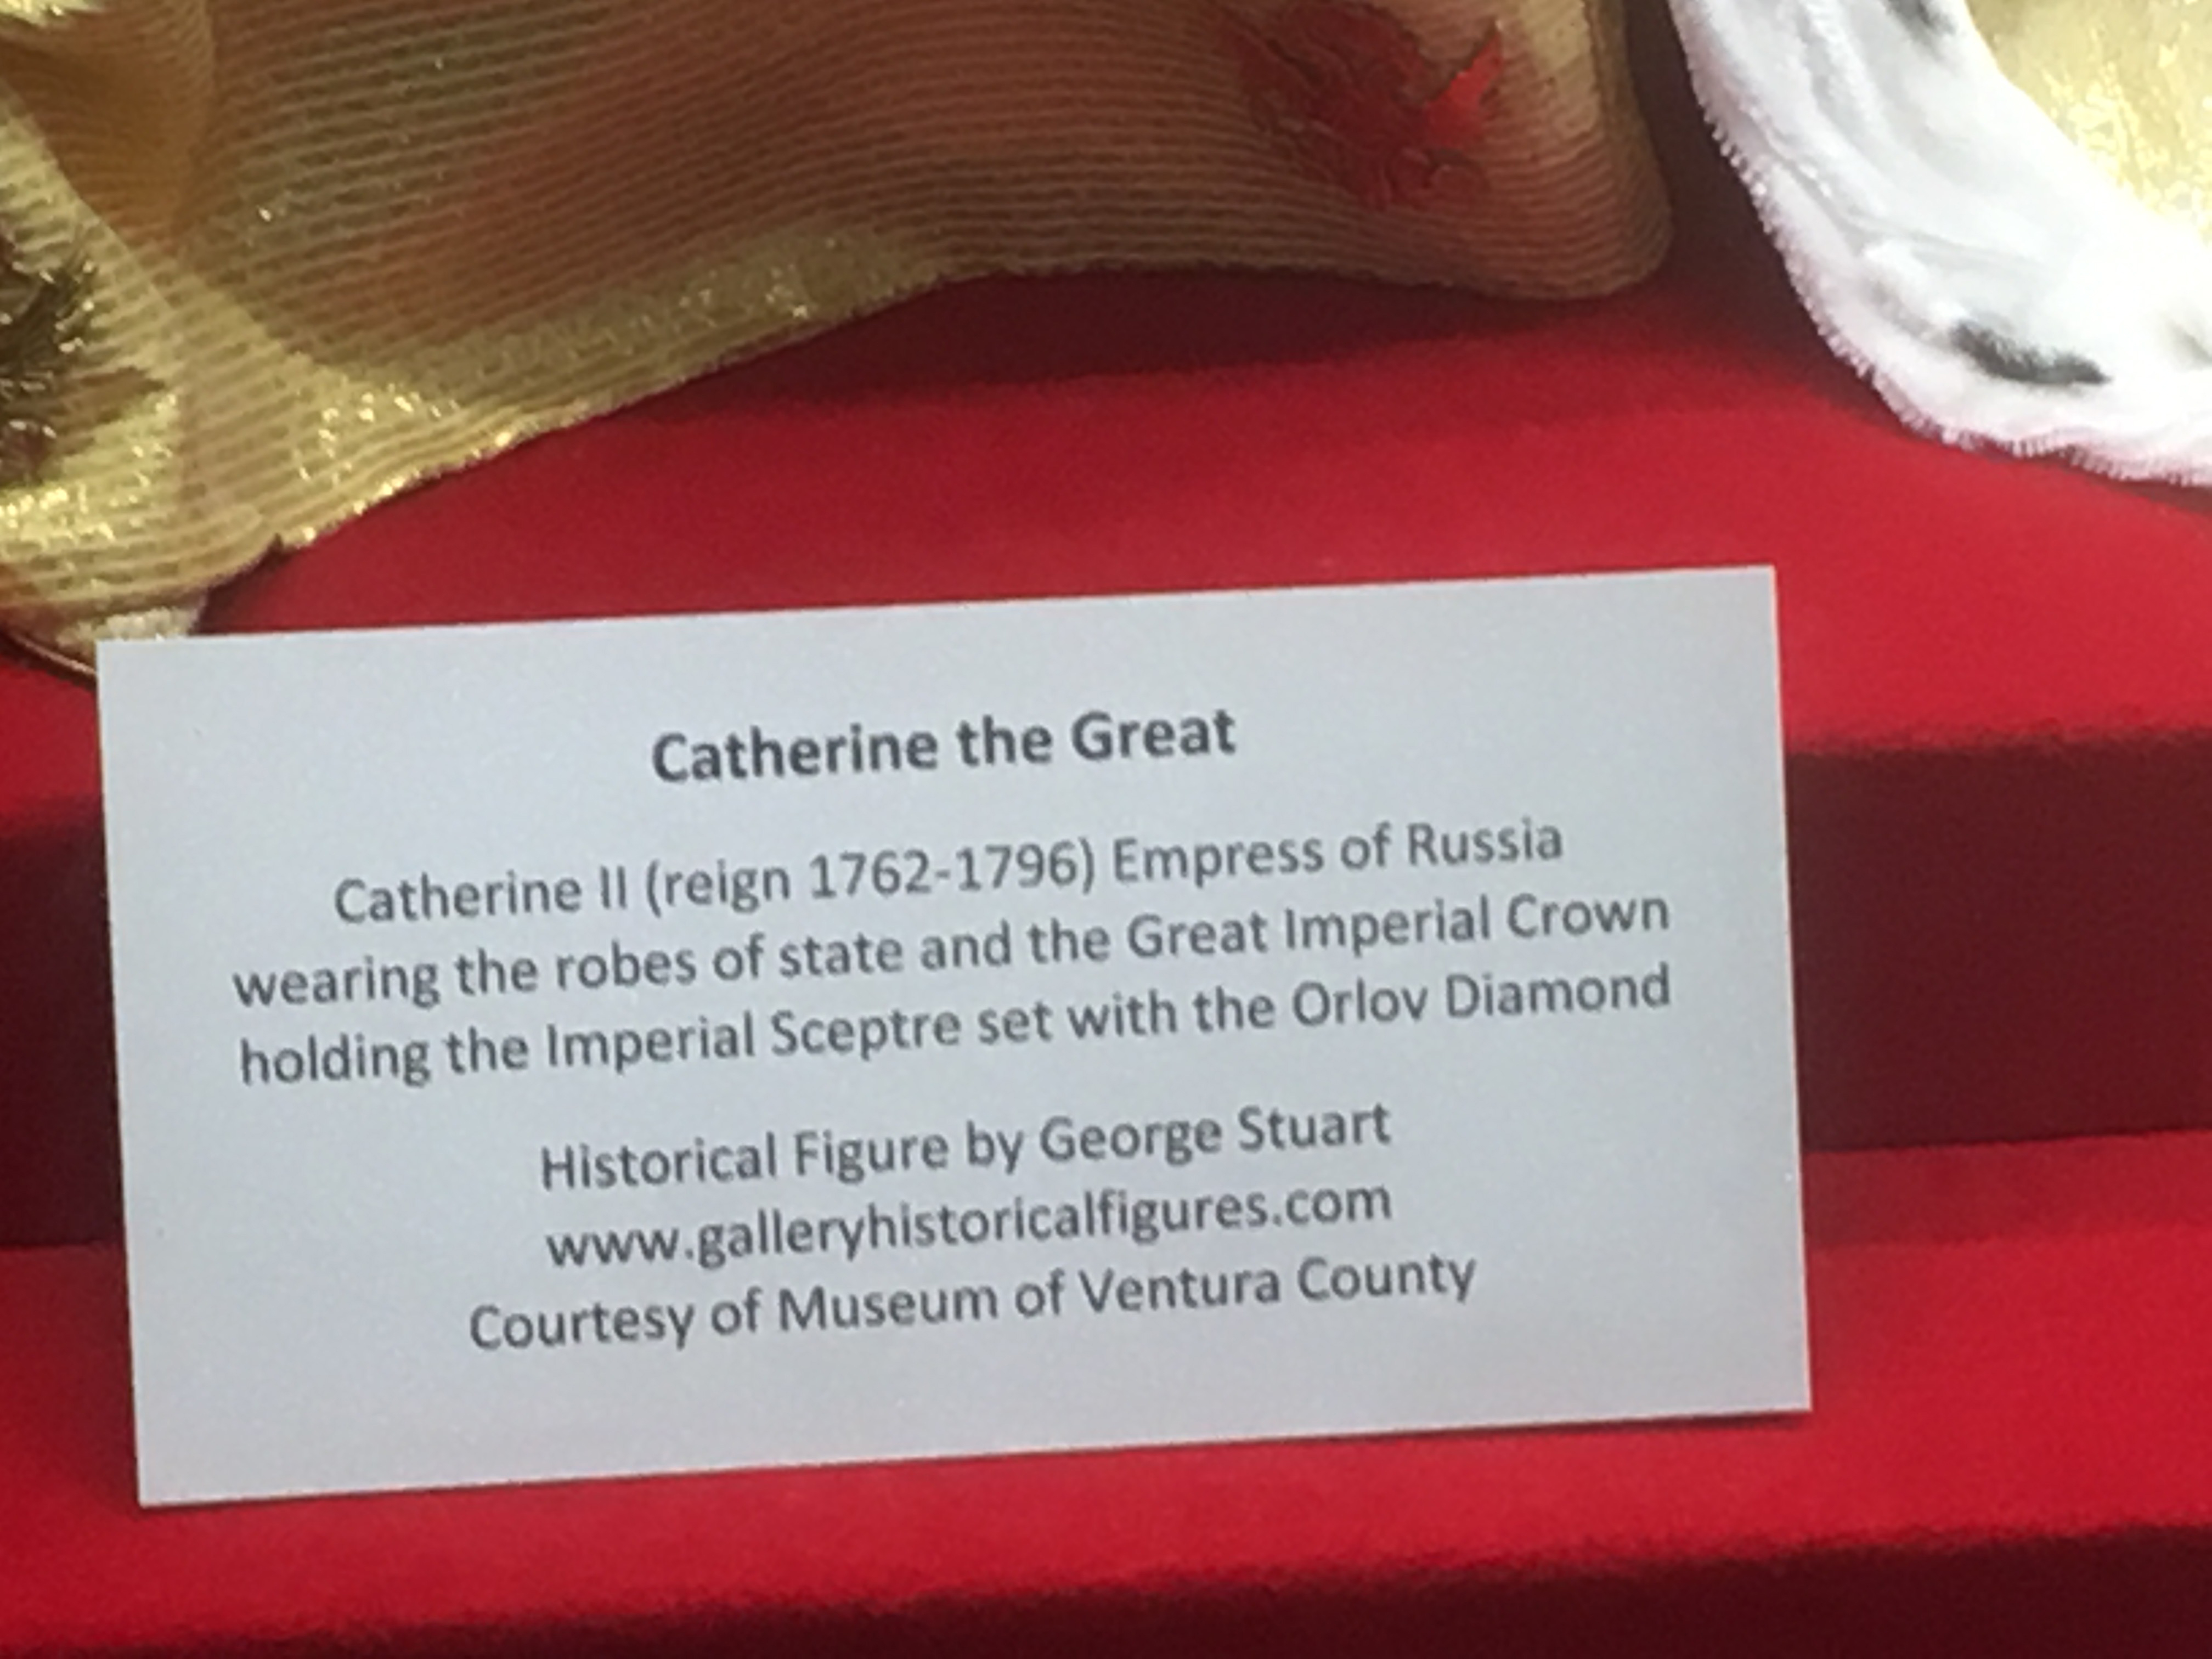 Catherine the Great
Catherine II (reign 1762-1796) Empress of Russia
wearing the robes of state and the Great Imperial Crown
holding the Imperial Sceptre set with the Orlov Diamond
Historical Figure by George Stuart
www.galleryhistoricalfigures.com
Courtesy of Museum of Ventura County